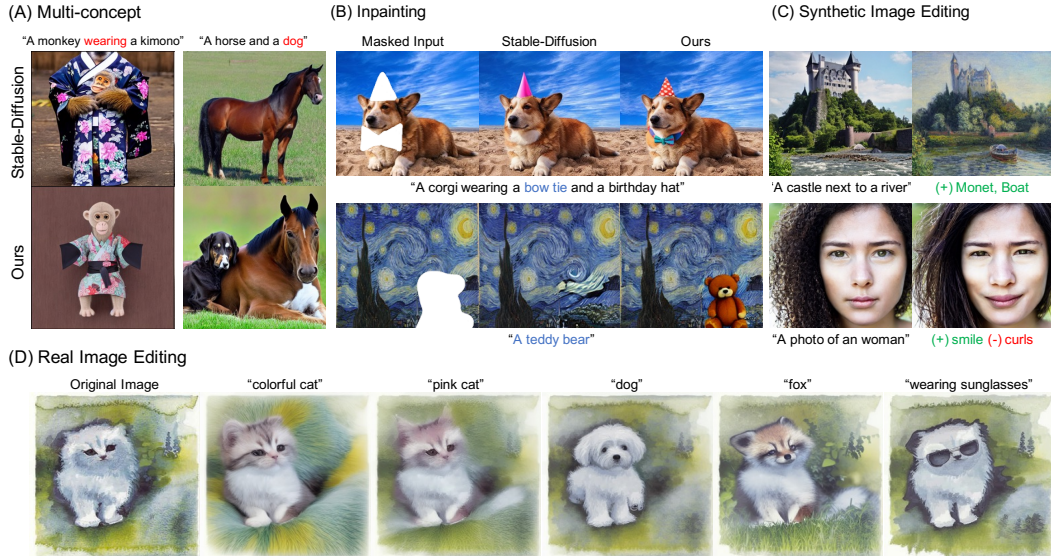 (A) Multi-concept
(B) Inpainting
(C) Synthetic Image Editing
“A monkey wearing a kimono”
“A horse and a dog”
Masked Input
Stable-Diffusion
Ours
Stable-Diffusion
Ours
“A corgi wearing a bow tie and a birthday hat”
“A teddy bear”
'A castle next to a river”
(+) Monet, Boat
“A photo of an woman”
(+) smile (-) curls
(D) Real Image Editing
Original Image
“colorful cat”
“pink cat”
“dog”
“fox”
“wearing sunglasses”